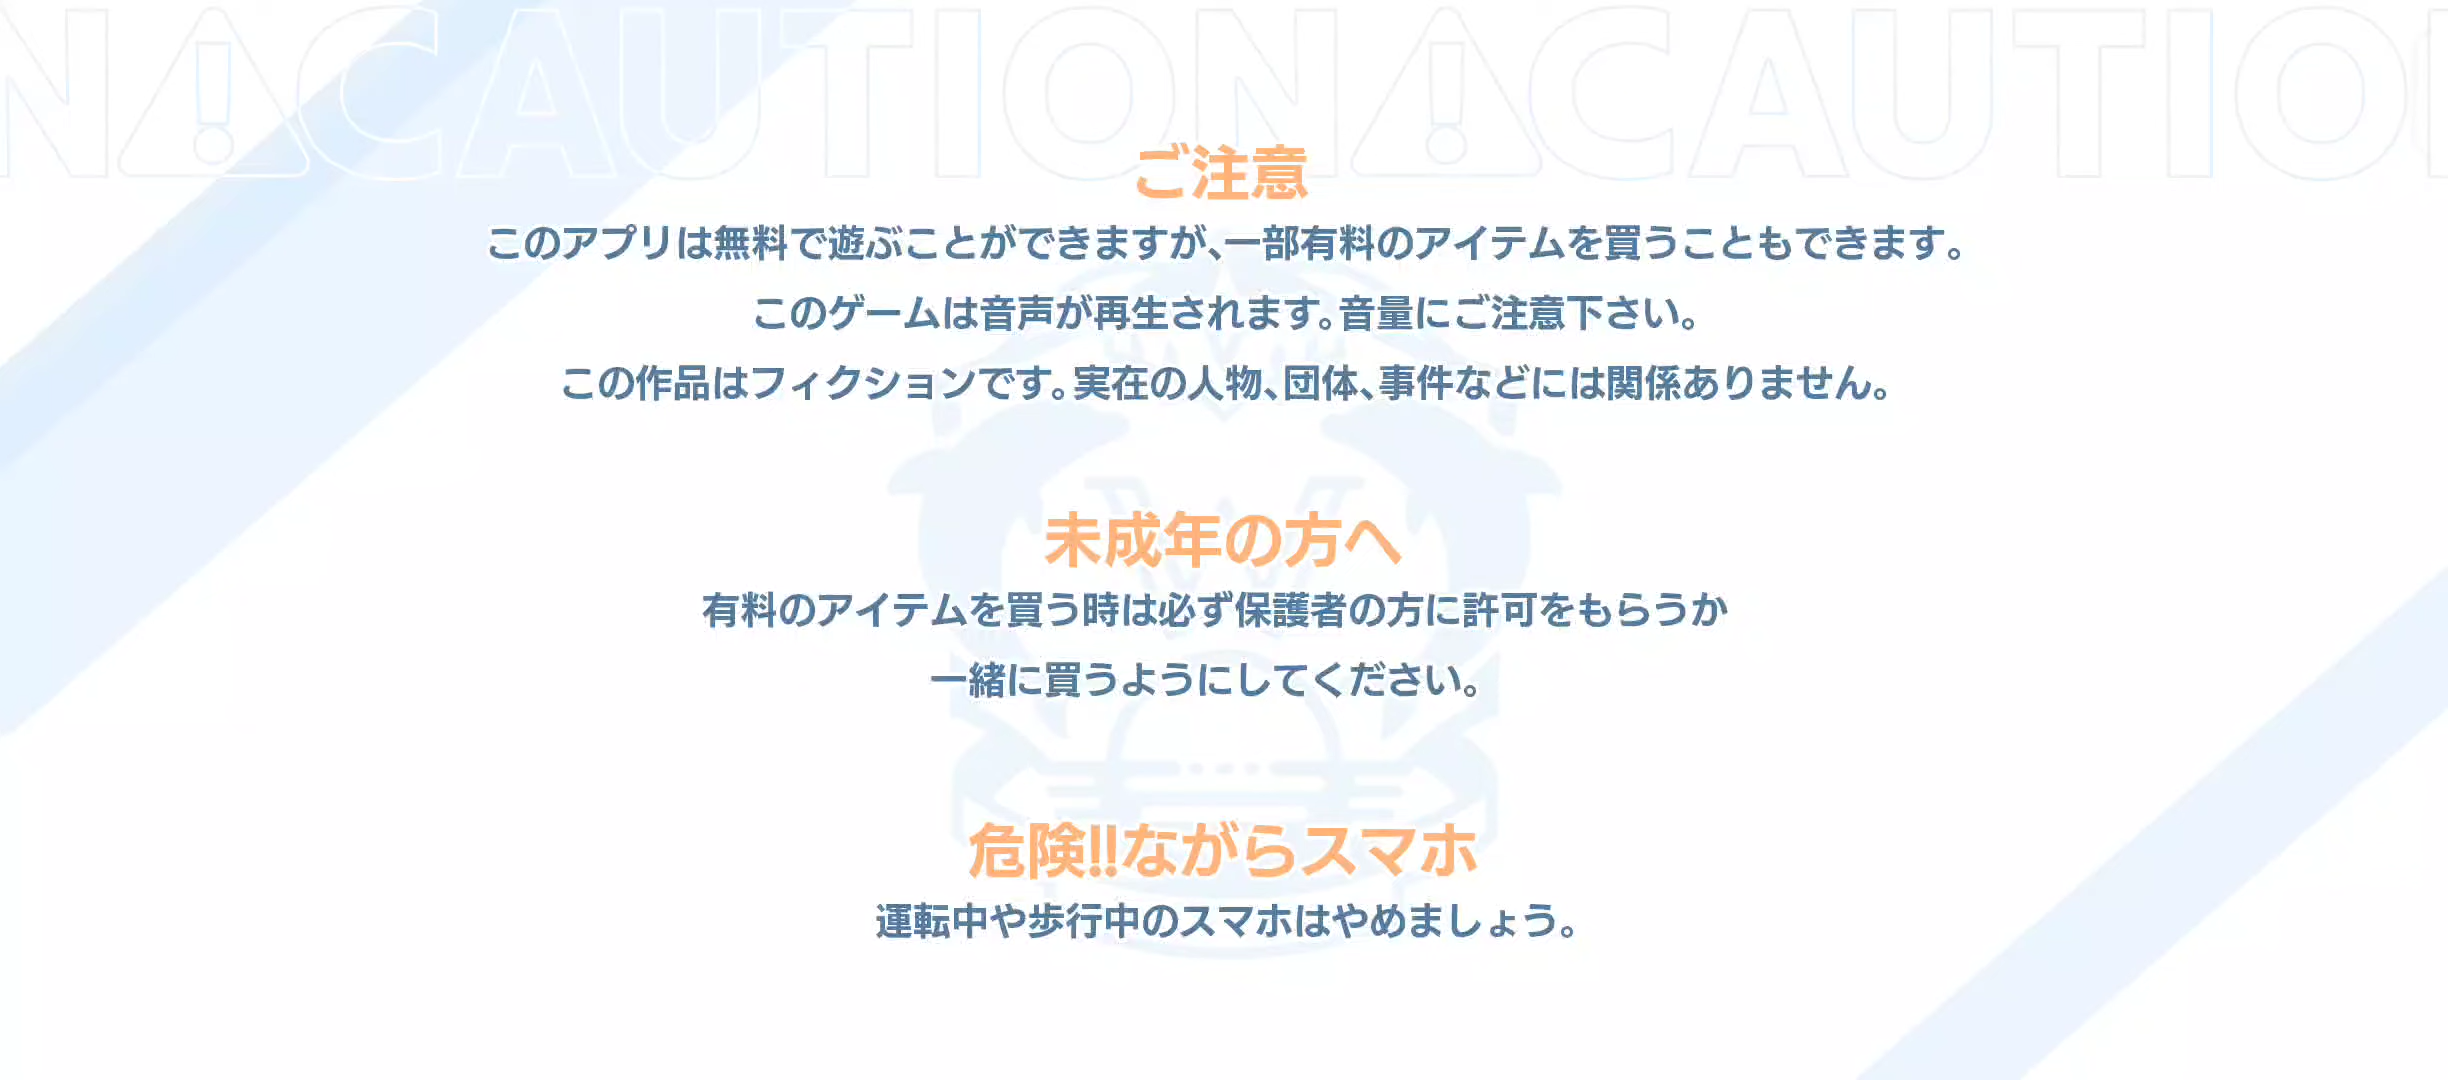 N⚠CAUTION⚠CAUTIO
ご注意
このアプリは無料で遊ぶことができますが、一部有料のアイテムを買うこともできます。
このゲームは音声が再生されます。音量にご注意下さい。
この作品はフィクションです。実在の人物、団体、事件などには関係ありません。
未成年の方へ
有料のアイテムを買う時は必ず保護者の方に許可をもらうか
一緒に買うようにしてください。
危険!!ながらスマホ
運転中や歩行中のスマホはやめましょう。